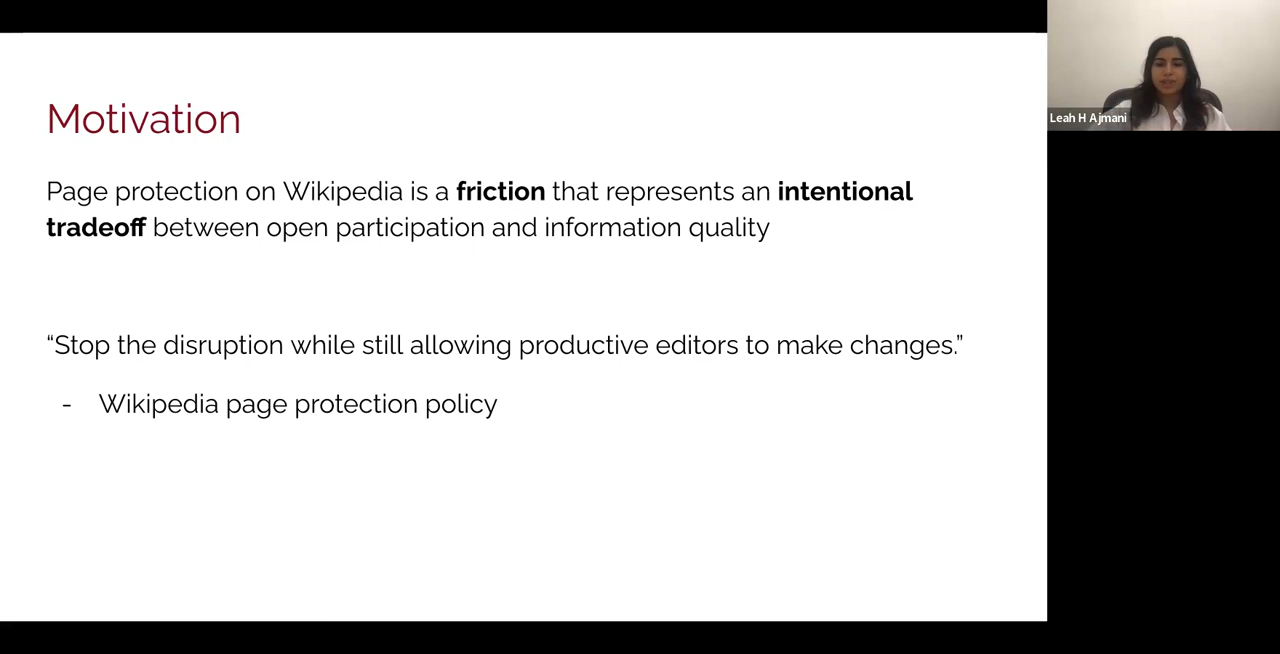 Motivation
Page protection on Wikipedia is a friction that represents an intentional
tradeoff between open participation and information quality
“Stop the disruption while still allowing productive editors to make changes.”
- Wikipedia page protection policy
Leah H Ajmani